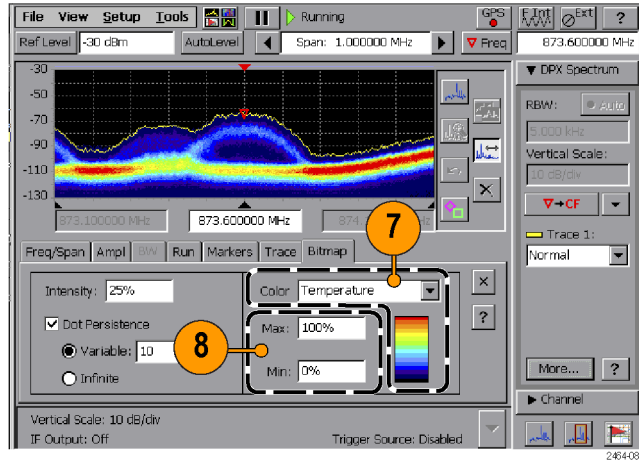 File View Setup Tools Running GPS F Int Ext ?
Ref Level -30 dBm AutoLevel Span: 1.000000 MHz Freq 873.600000 MHz
-30
-50
-70
-90
-110
-130
873.100000 MHz 873.600000 MHz 874. MHz
Freq/Span Ampl BW Run Markers Trace Bitmap
Intensity: 25%
Dot Persistence
Variable: 10
Infinite
Color Temperature
Max: 100%
Min: 0%
?
7
8
DPX Spectrum
RBW: Auto
5.000 kHz
Vertical Scale:
10 dB/div
→CF
Trace 1:
Normal
More... ?
Channel
Vertical Scale: 10 dB/div
IF Output: Off Trigger Source: Disabled
2464-08